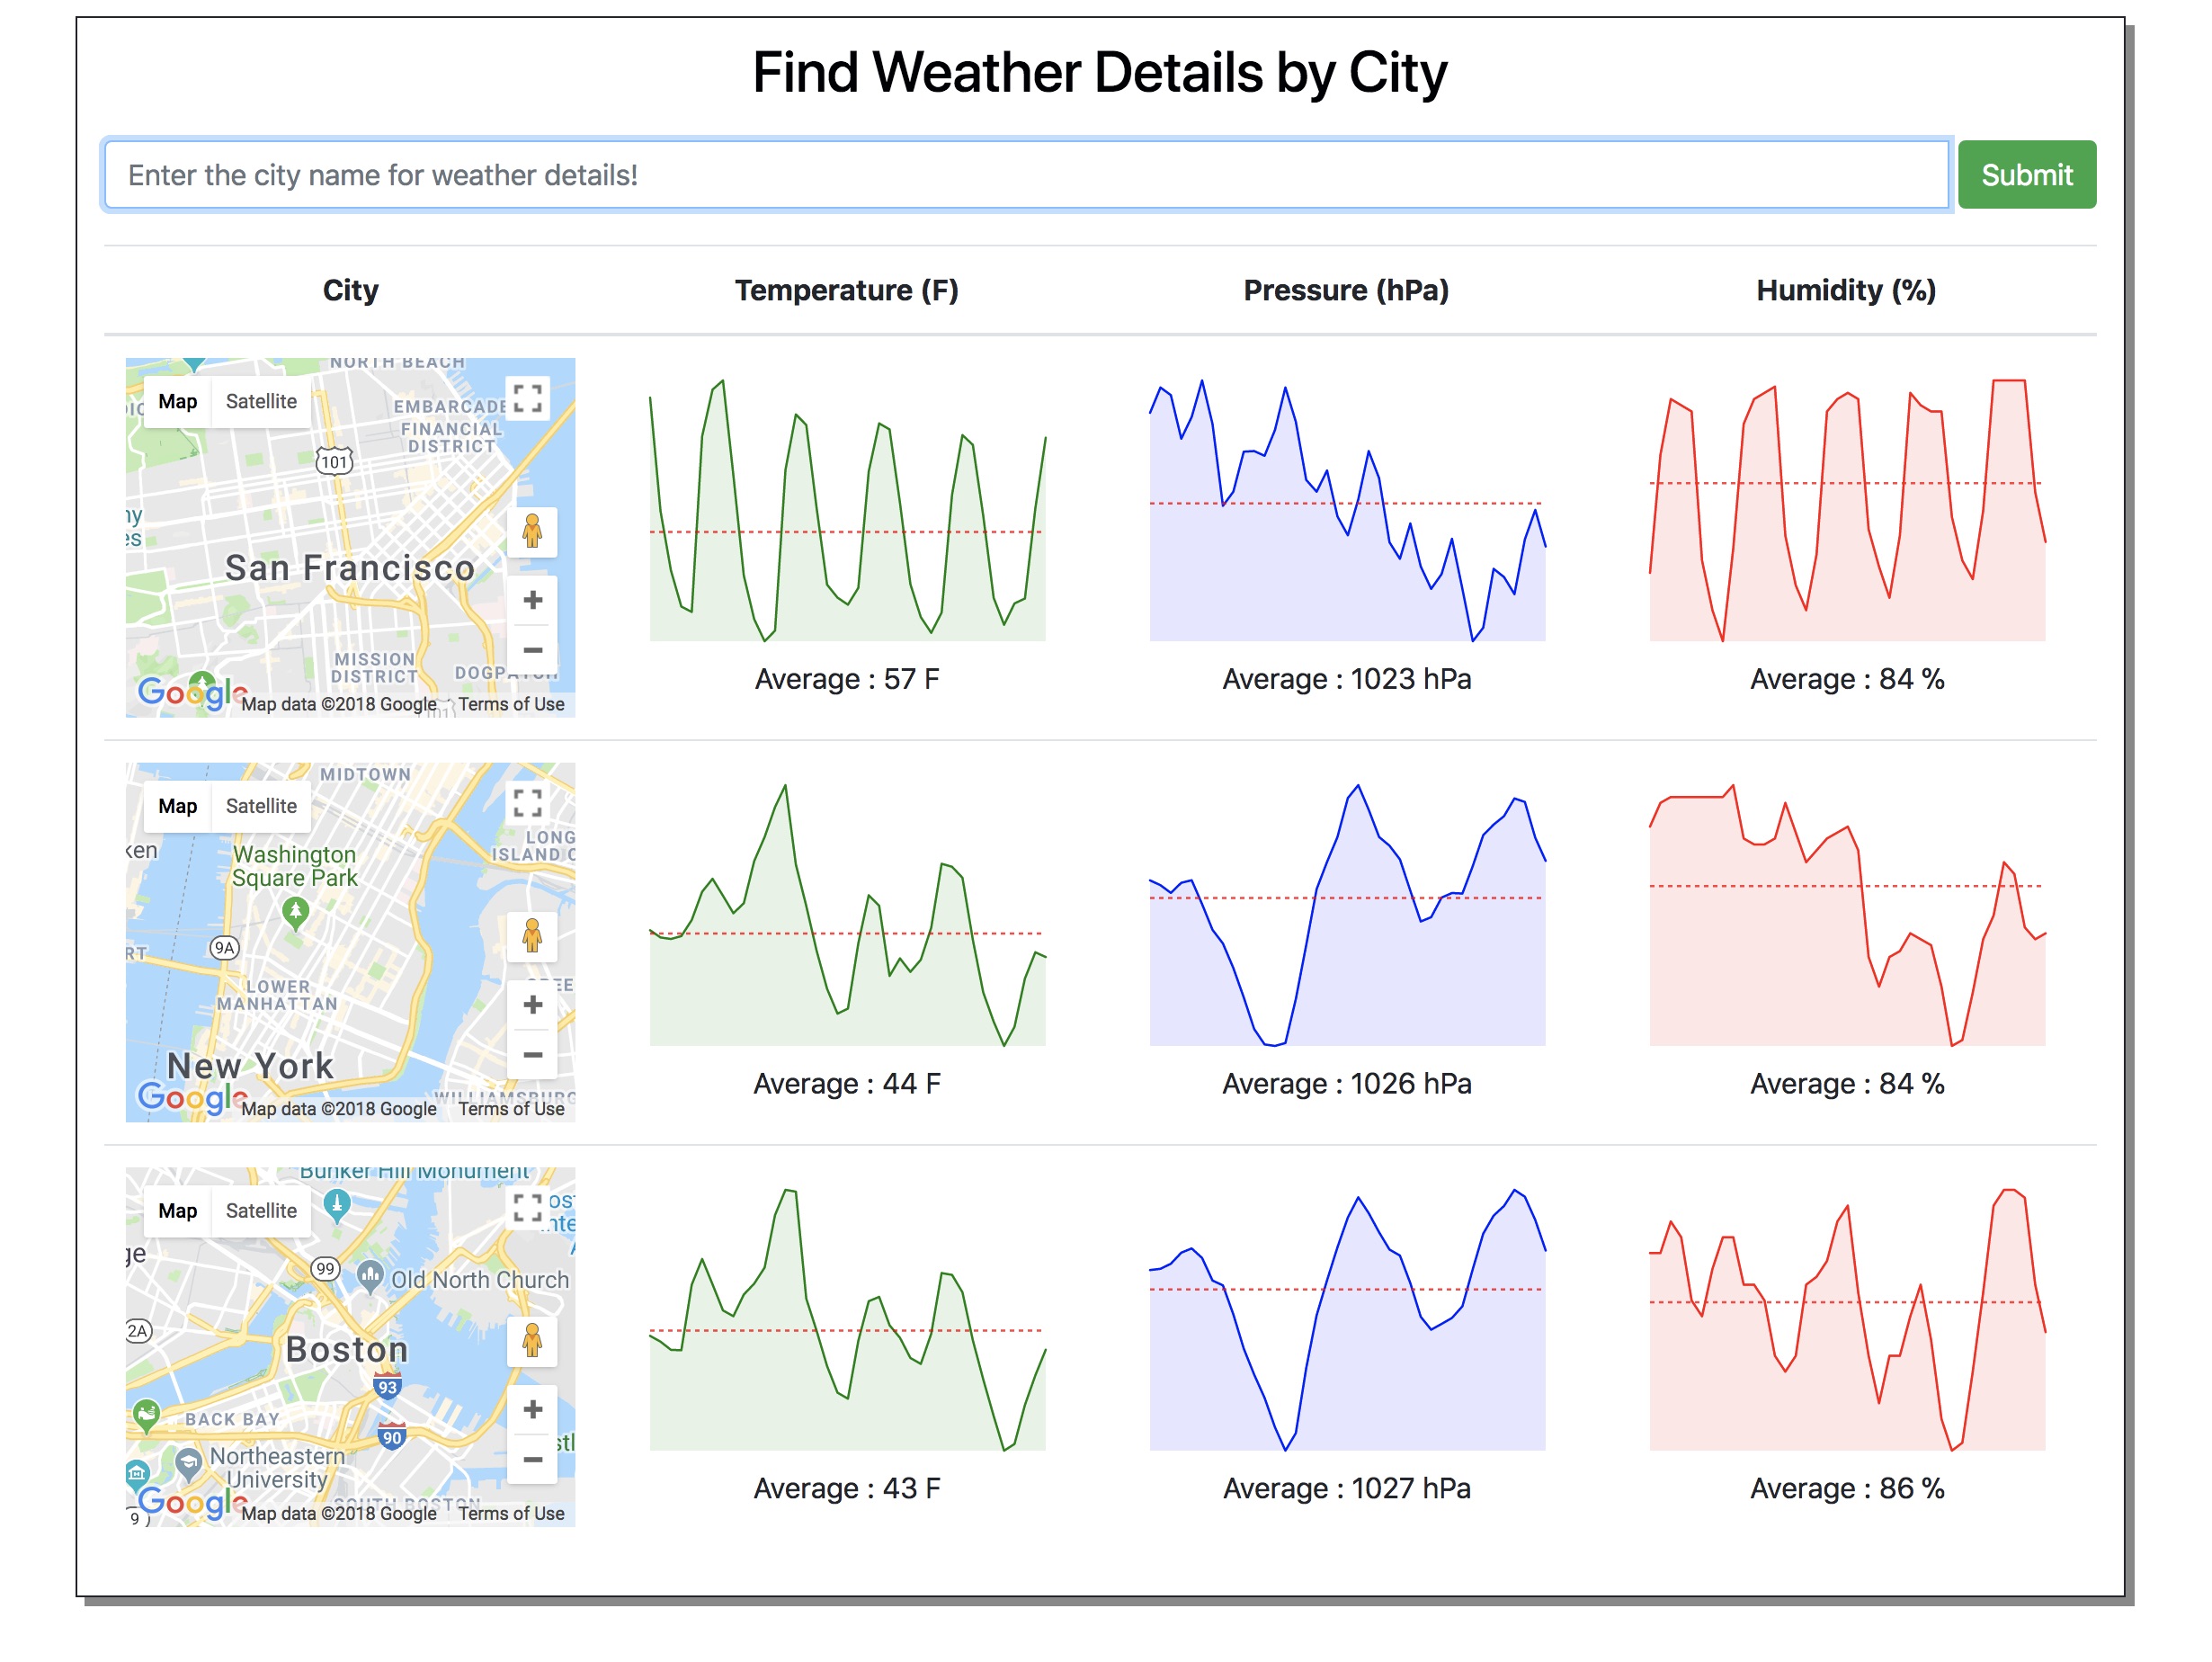 Find Weather Details by City
Enter the city name for weather details!
Submit
City
Temperature (F)
Pressure (hPa)
Humidity (%)
NORTH BEACH
Map
Satellite
EMBARCADE
FINANCIAL
DISTRICT
101
San Francisco
MISSION
DISTRICT
Google
Map data ©2018 Google
Terms of Use
Average : 57 F
Average : 1023 hPa
Average : 84 %
MIDTOWN
Map
Satellite
LONG
ISLAND C
ken
Washington
Square Park
9A
RT
LOWER
MANHATTAN
New York
WILLIAMSBURG
Google
Map data ©2018 Google
Terms of Use
Average : 44 F
Average : 1026 hPa
Average : 84 %
Bunker Hill Monument
Map
Satellite
ge
99
Old North Church
2A
Boston
93
BACK BAY
90
Northeastern
University
SOUTH BOSTON
Google
9
Map data ©2018 Google
Terms of Use
Average : 43 F
Average : 1027 hPa
Average : 86 %